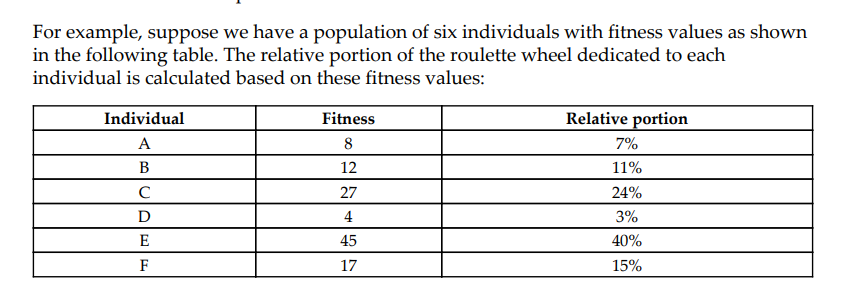 For example, suppose we have a population of six individuals with fitness values as shown
in the following table. The relative portion of the roulette wheel dedicated to each
individual is calculated based on these fitness values:
Individual Fitness Relative portion
A 8 7%
B 12 11%
C 27 24%
D 4 3%
E 45 40%
F 17 15%